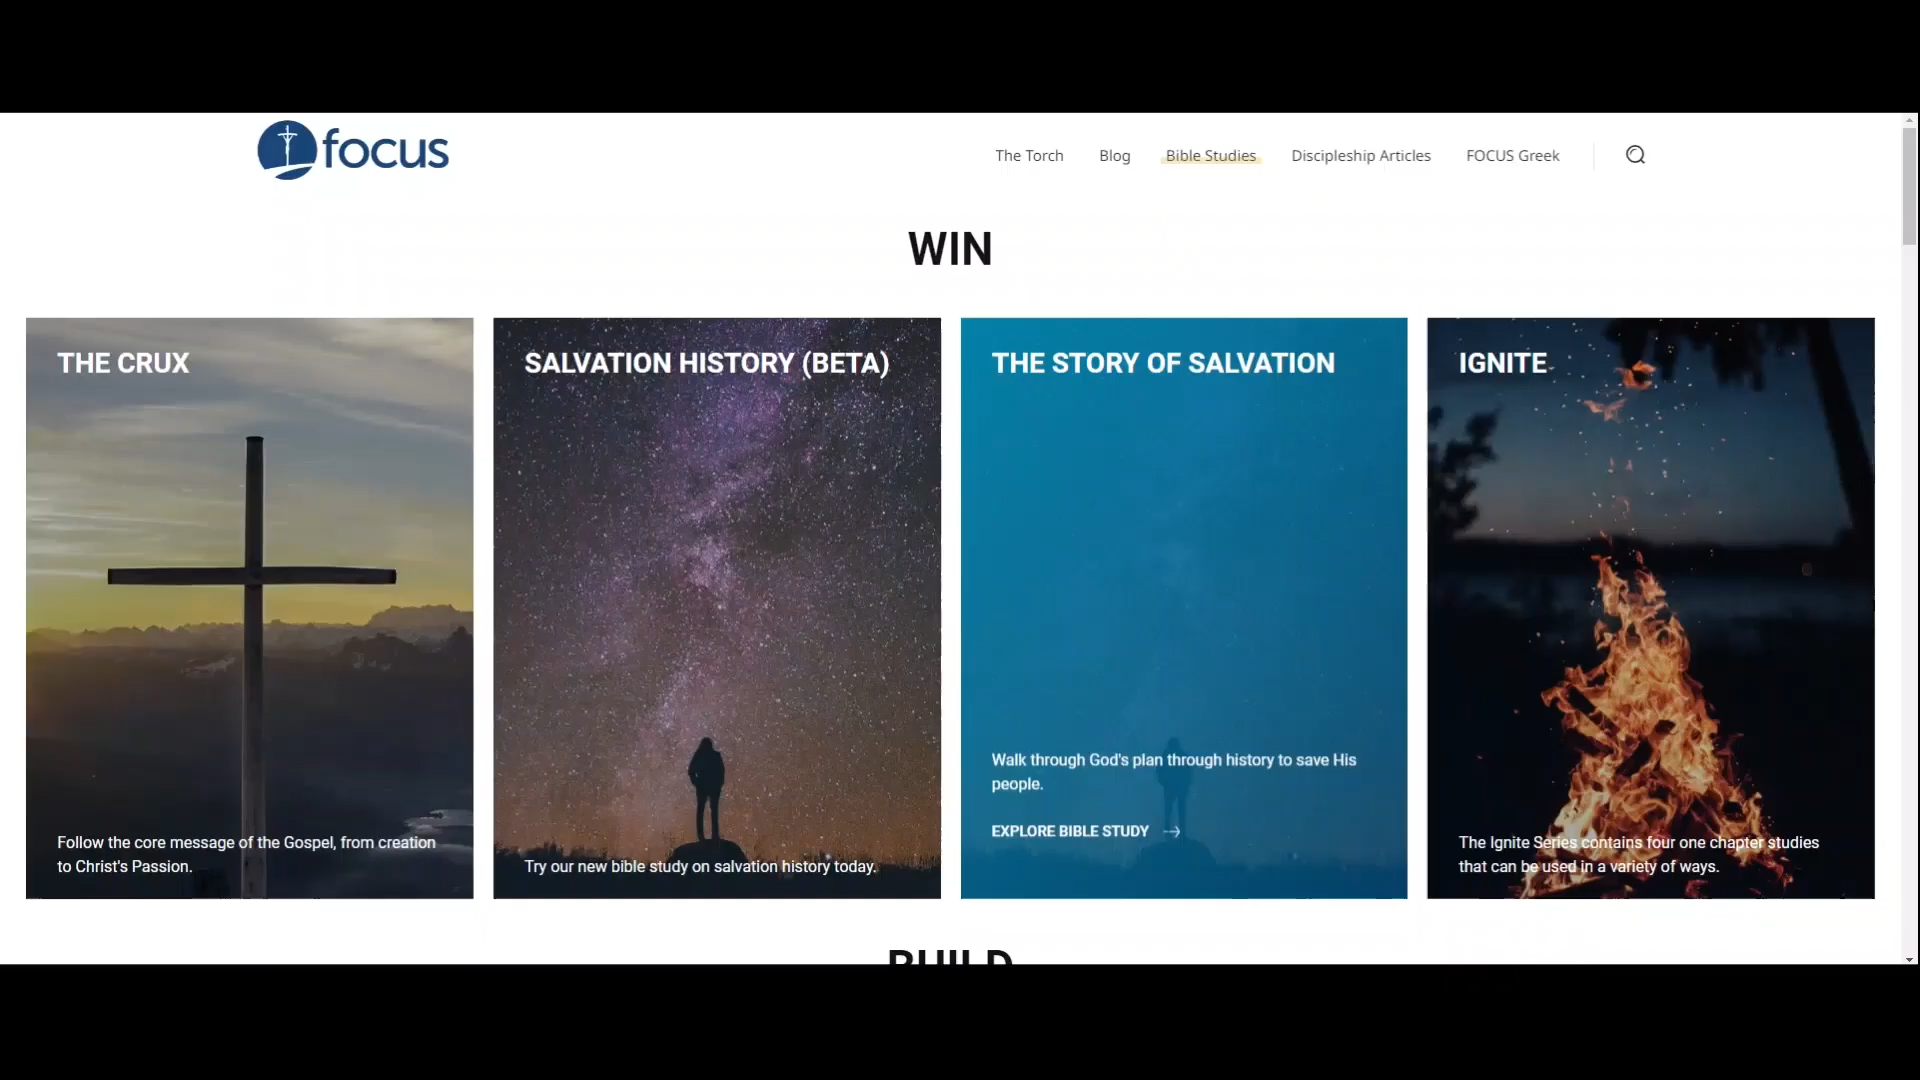 focus
The Torch
Blog
Bible Studies
Discipleship Articles
FOCUS Greek
WIN
THE CRUX
Follow the core message of the Gospel, from creation
to Christ's Passion.
SALVATION HISTORY (BETA)
Try our new bible study on salvation history today.
THE STORY OF SALVATION
Walk through God's plan through history to save His
people.
EXPLORE BIBLE STUDY
IGNITE
The Ignite Series contains four one chapter studies
that can be used in a variety of ways.
BUILD